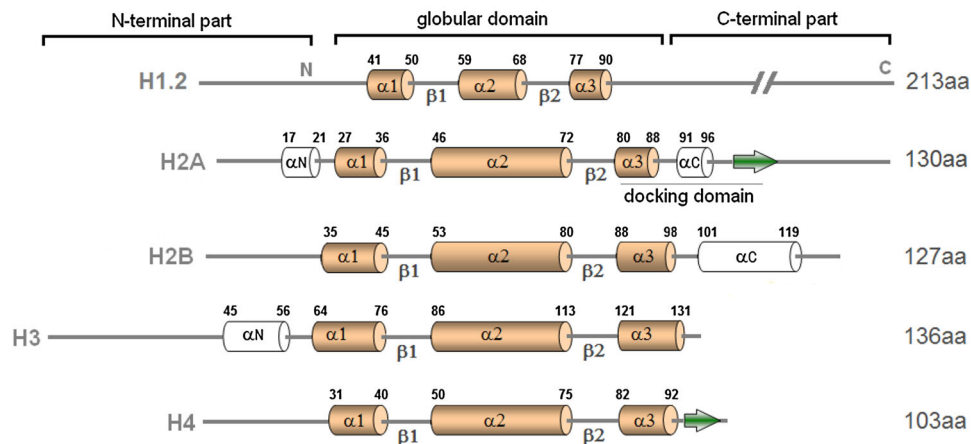 N-terminal part globular domain C-terminal part
N C
41 50 59 68 77 90
H1.2 α1 β1 α2 β2 α3 213aa
17 21 27 36 46 72 80 88 91 96
H2A αN α1 β1 α2 β2 α3 αC 130aa
docking domain
35 45 53 80 88 98 101 119
H2B α1 β1 α2 β2 α3 αC 127aa
45 56 64 76 86 113 121 131
H3 αN α1 β1 α2 β2 α3 136aa
31 40 50 75 82 92
H4 α1 β1 α2 β2 α3 103aa